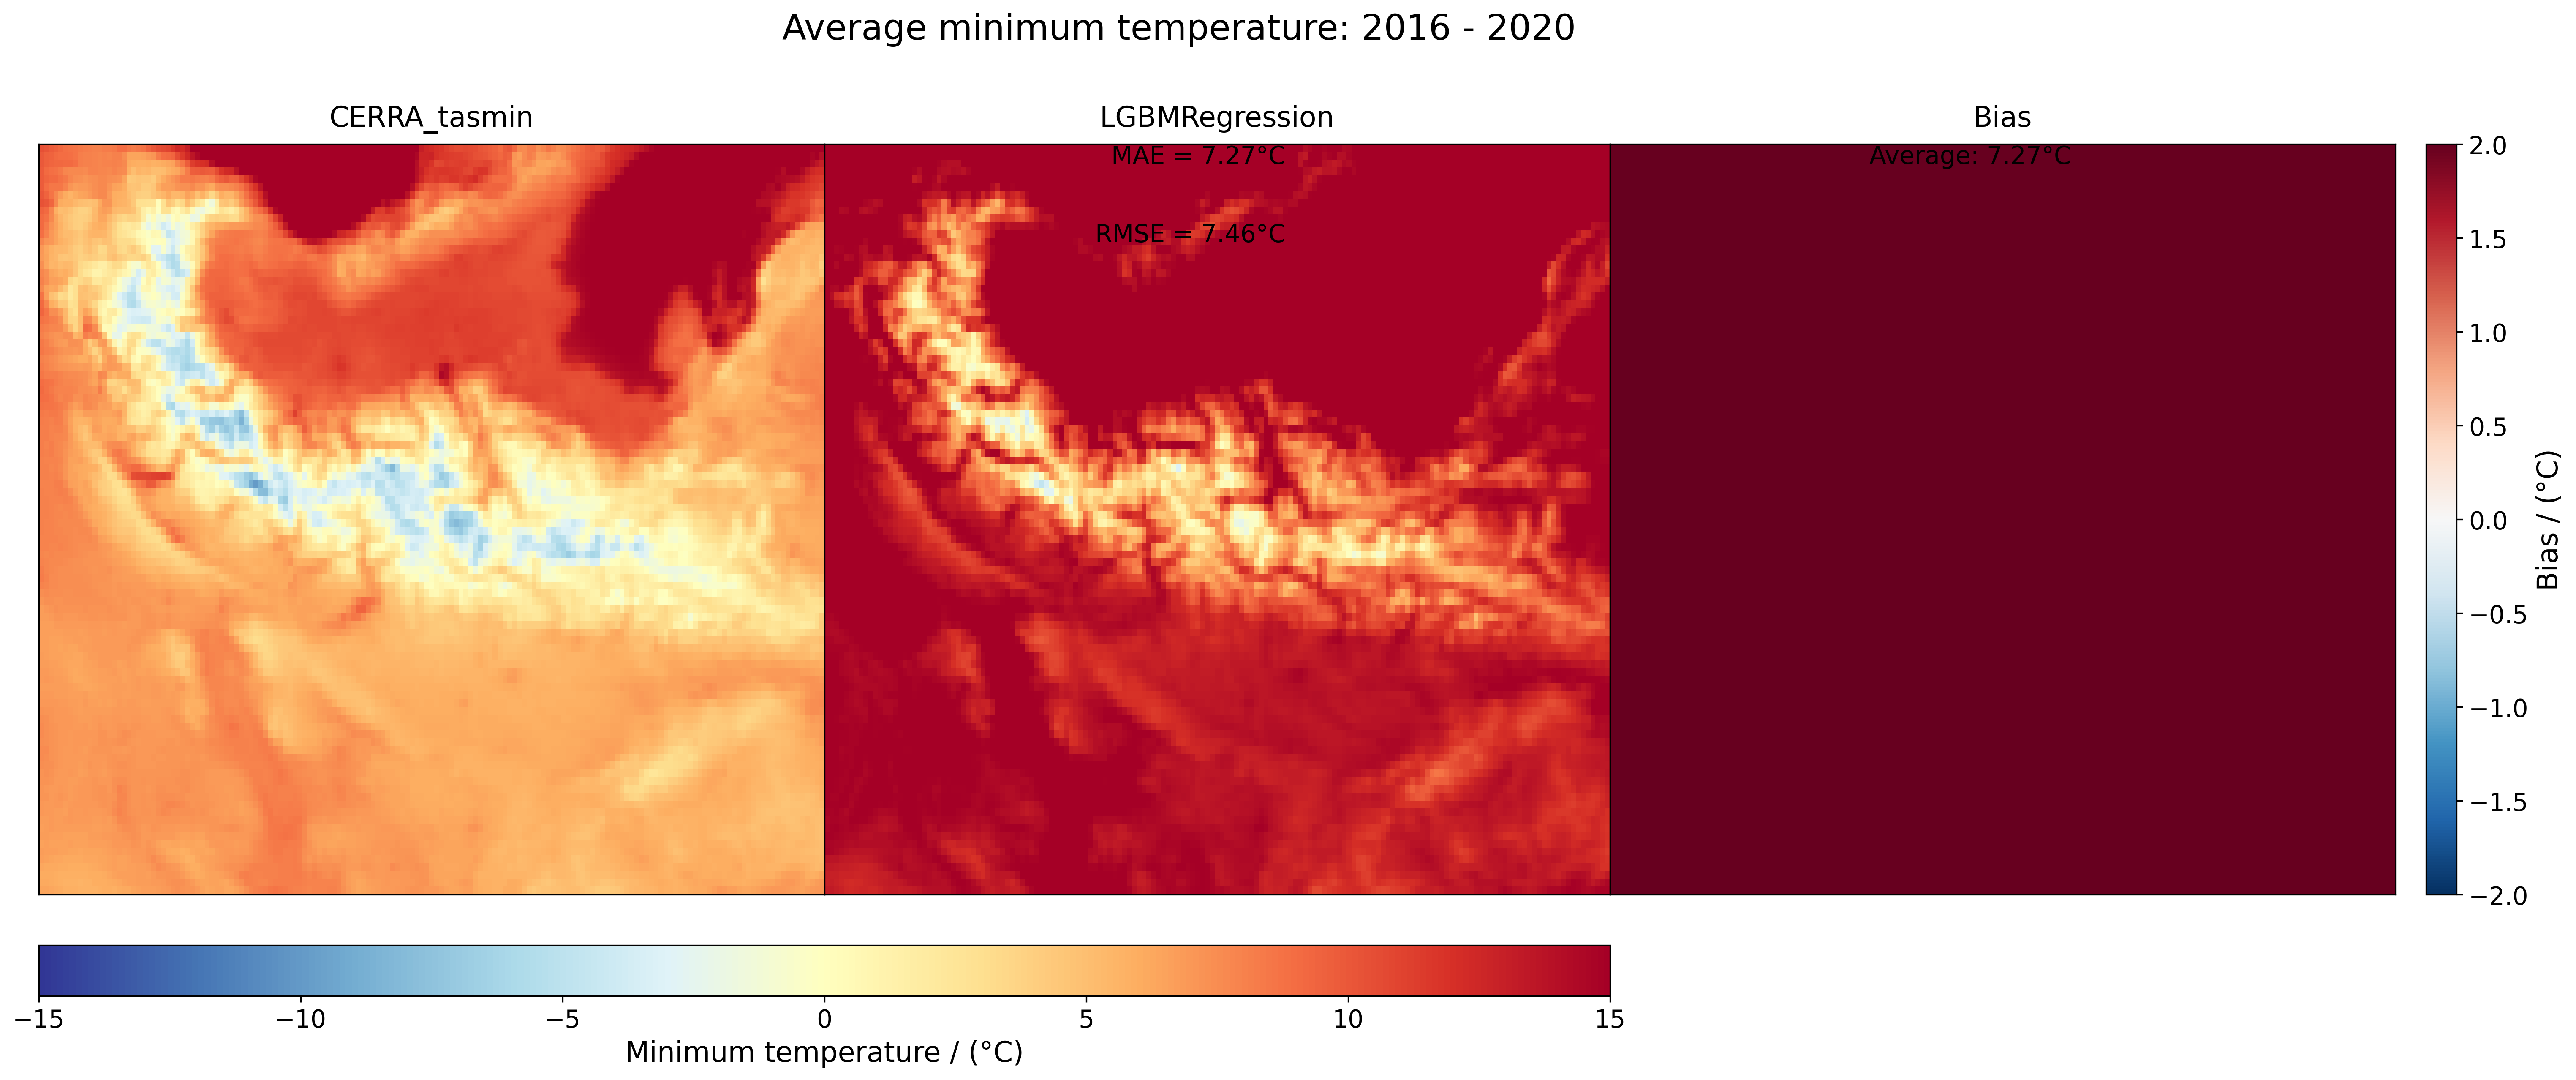 Average minimum temperature: 2016 - 2020
CERRA_tasmin
LGBMRegression
Bias
MAE = 7.27°C
RMSE = 7.46°C
Average: 7.27°C
2.0
1.5
1.0
0.5
0.0
−0.5
−1.0
−1.5
−2.0
Bias / (°C)
−15
−10
−5
0
5
10
15
Minimum temperature / (°C)